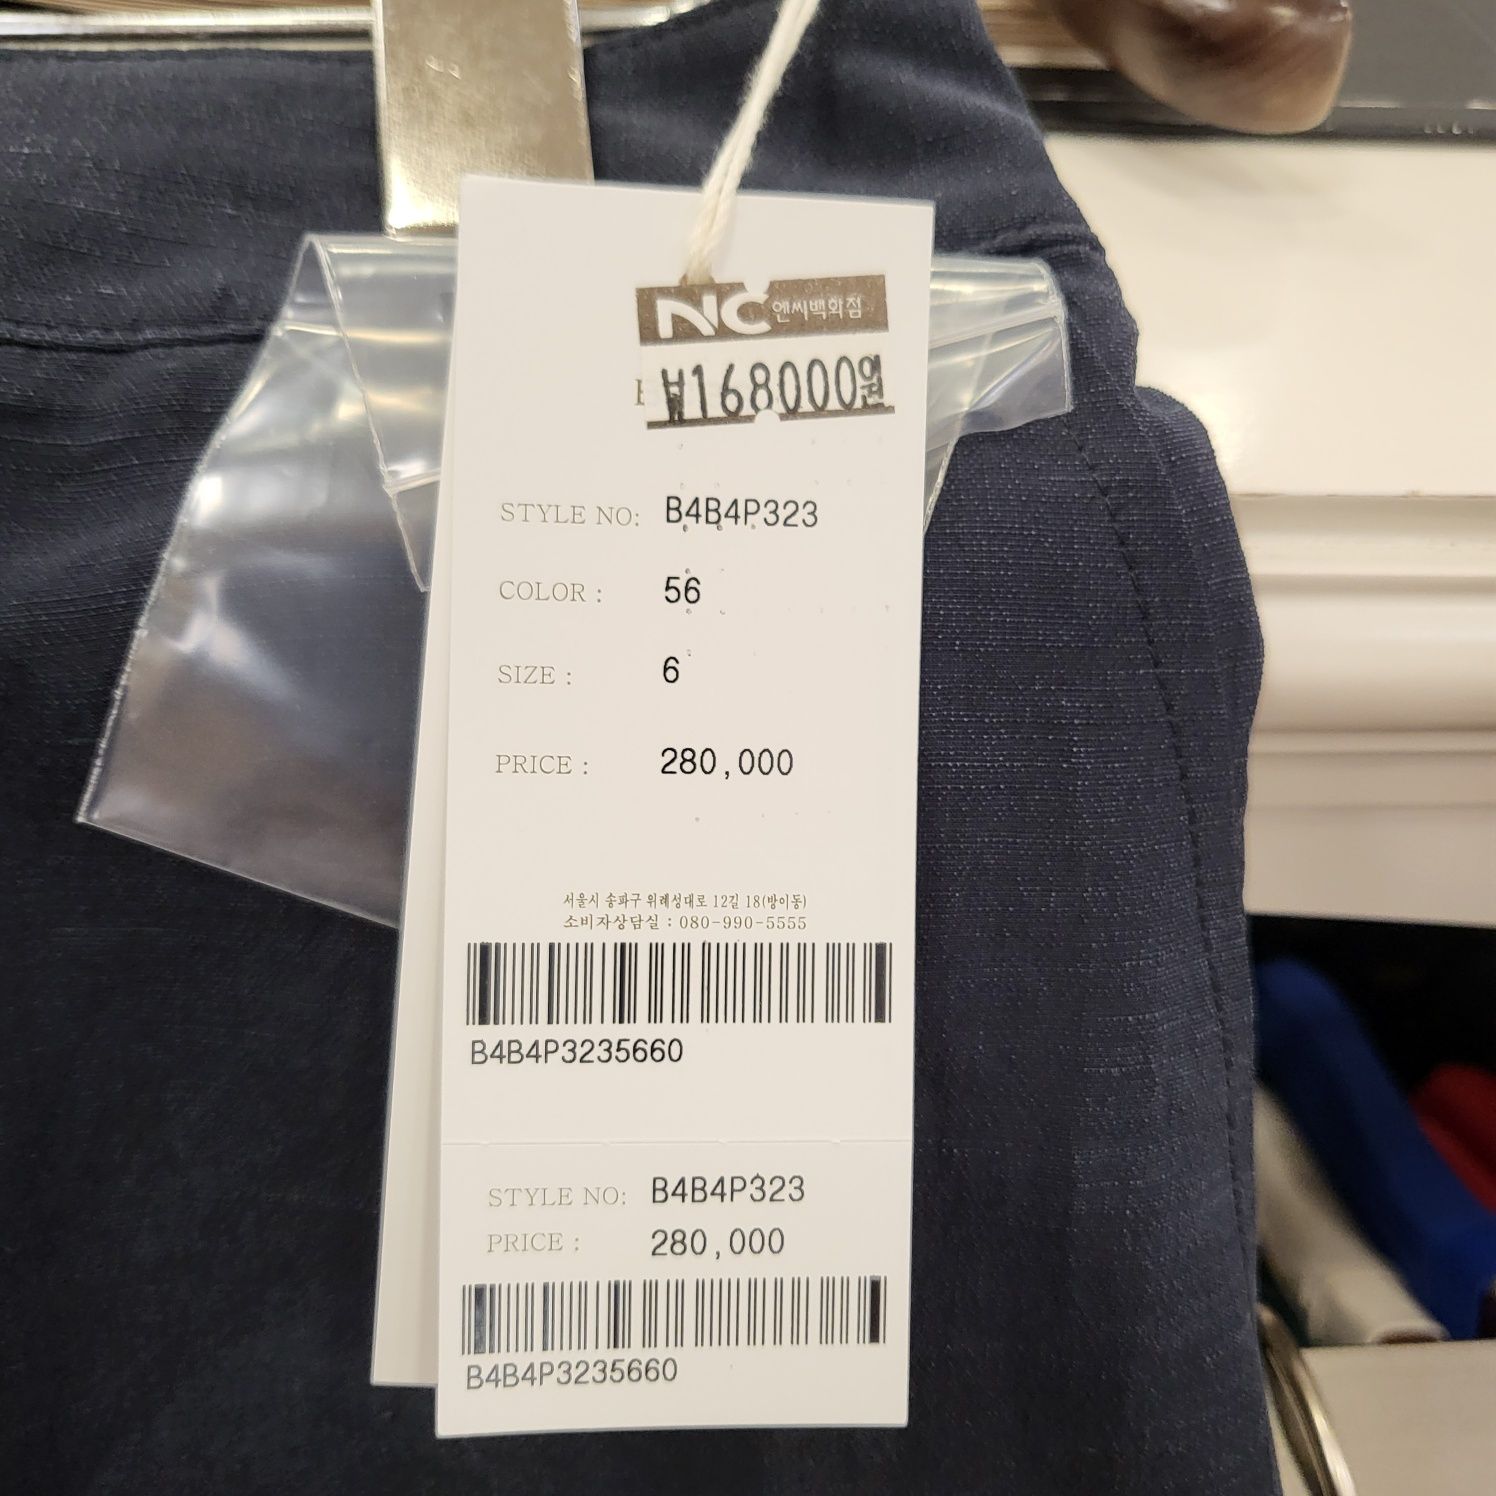 NC 엔씨백화점
₩168000원
STYLE NO: B4B4P323
COLOR : 56
SIZE : 6
PRICE : 280,000
서울시 송파구 위례성대로 12길 18(방이동)
소비자상담실 : 080-990-5555
B4B4P3235660
STYLE NO: B4B4P323
PRICE : 280,000
B4B4P3235660